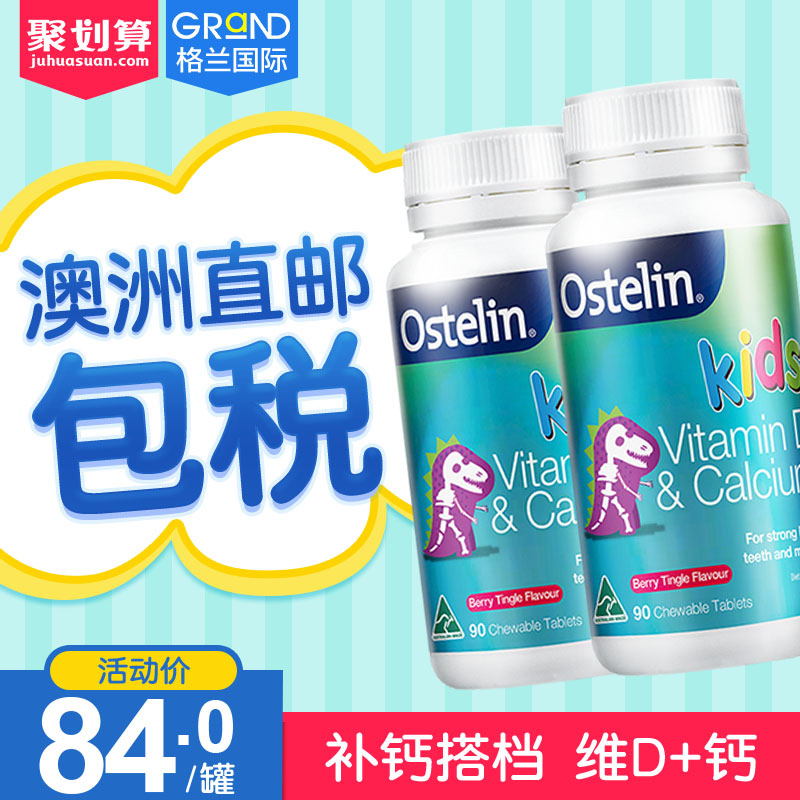 聚划算
juhuasuan.com
GRaND
格兰国际
澳洲直邮
包税
Ostelin®
Vitamin
& Ca
Berry Tingle Flavour
90 Chewable Tablets
Ostelin®
kids
Vitamin D
& Calcium
For strong
teeth and m
Berry Tingle Flavour
90 Chewable Tablets
活动价
84.0
/罐
补钙搭档 维D+钙